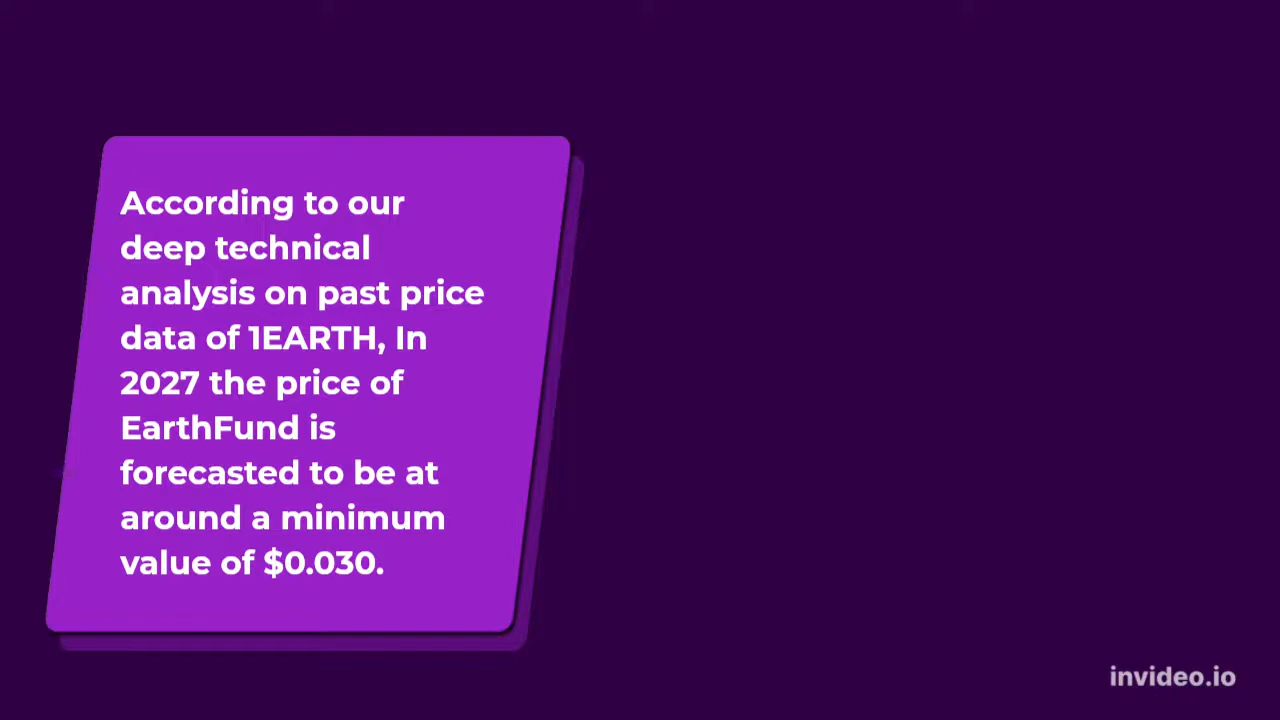 According to our
deep technical
analysis on past price
data of 1EARTH, In
2027 the price of
EarthFund is
forecasted to be at
around a minimum
value of $0.030.
invideo.io